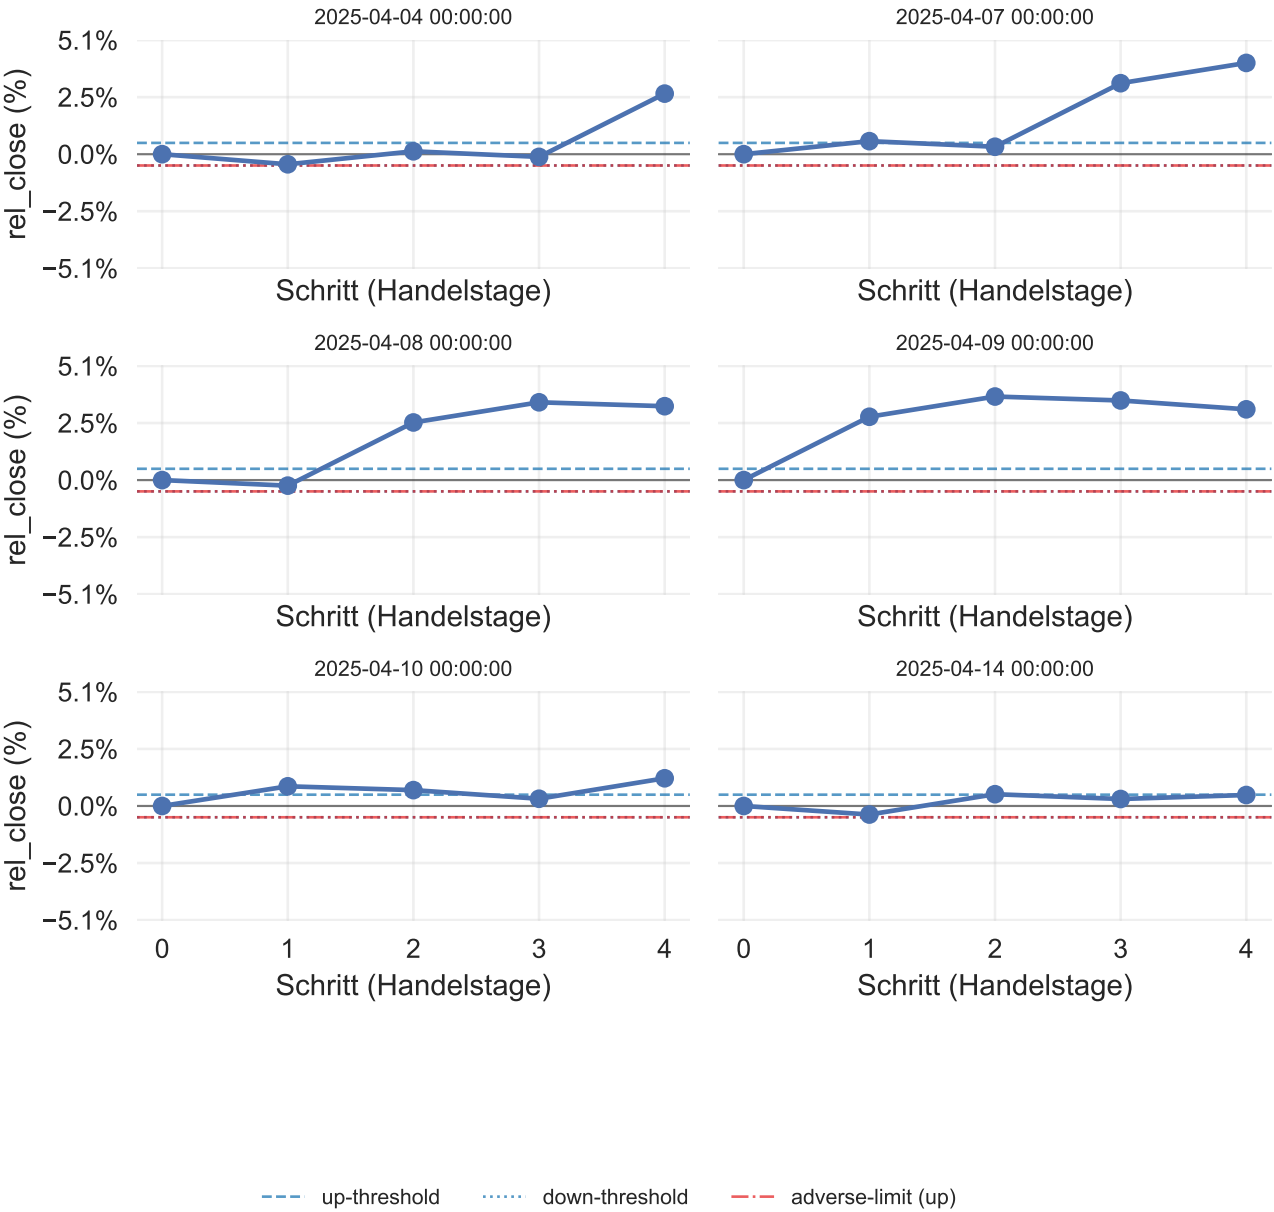 2025-04-04 00:00:00
2025-04-07 00:00:00
5.1%
2.5%
0.0%
−2.5%
−5.1%
rel_close (%)
Schritt (Handelstage)
Schritt (Handelstage)
2025-04-08 00:00:00
2025-04-09 00:00:00
5.1%
2.5%
0.0%
−2.5%
−5.1%
rel_close (%)
Schritt (Handelstage)
Schritt (Handelstage)
2025-04-10 00:00:00
2025-04-14 00:00:00
5.1%
2.5%
0.0%
−2.5%
−5.1%
rel_close (%)
0 1 2 3 4
0 1 2 3 4
Schritt (Handelstage)
Schritt (Handelstage)
up-threshold
down-threshold
adverse-limit (up)